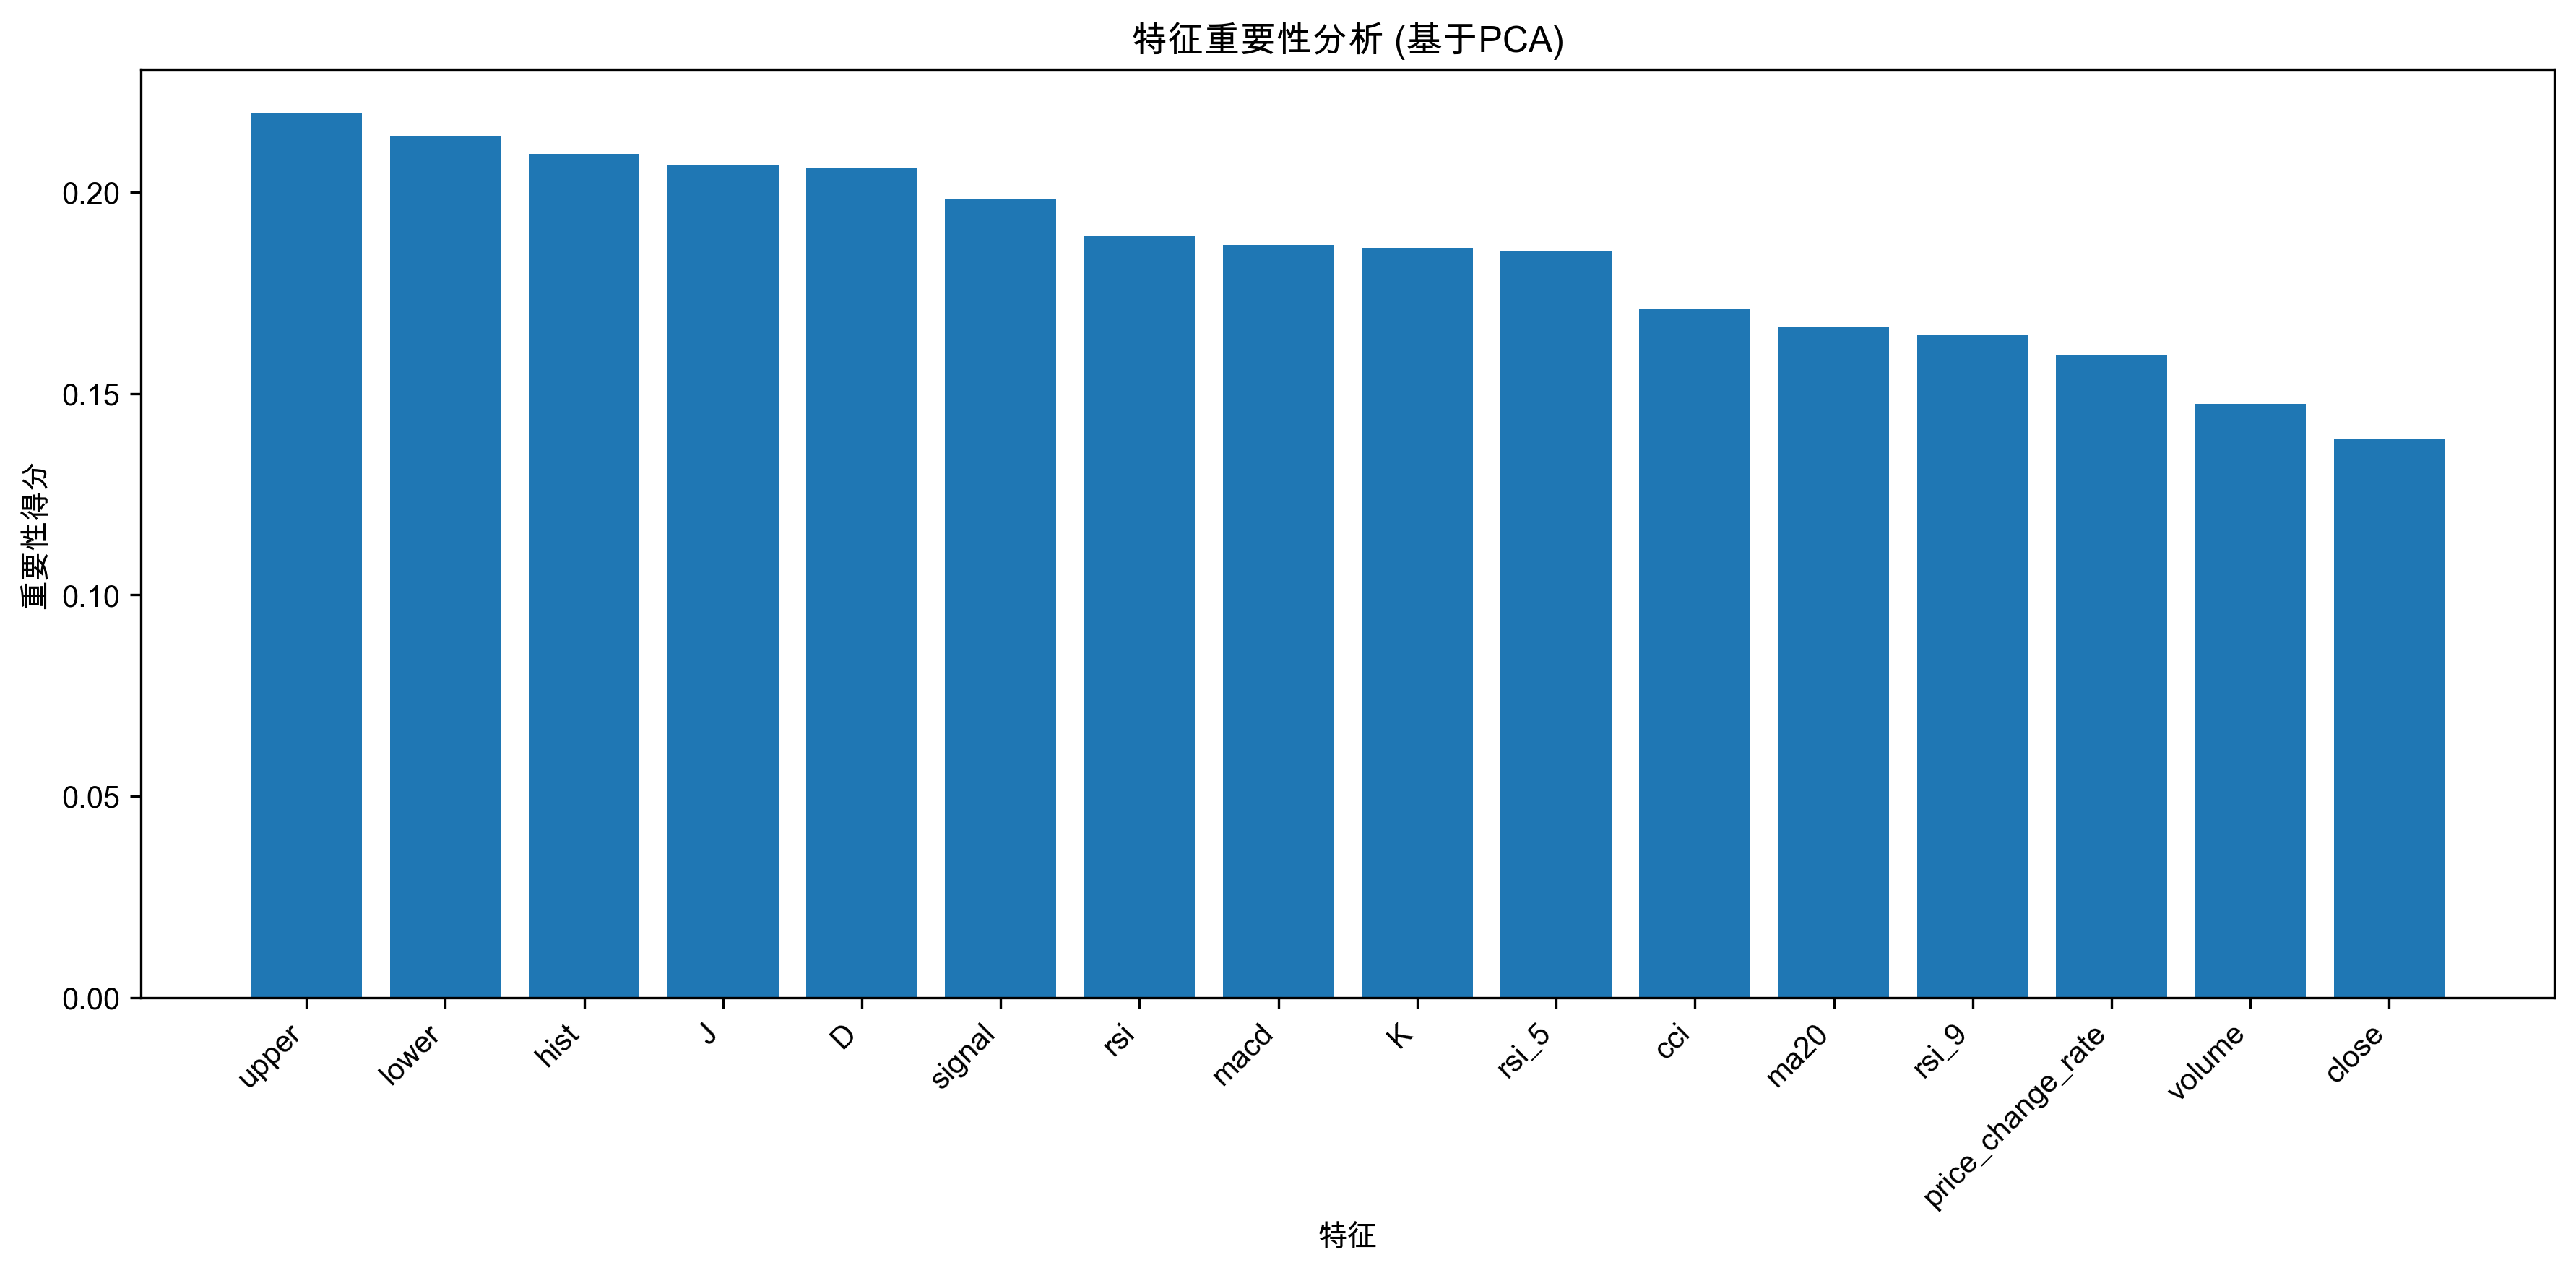 特征重要性分析 (基于PCA)
重要性得分
0.20
0.15
0.10
0.05
0.00
upper
lower
hist
J
D
signal
rsi
macd
K
rsi_5
cci
ma20
rsi_9
price_change_rate
volume
close
特征